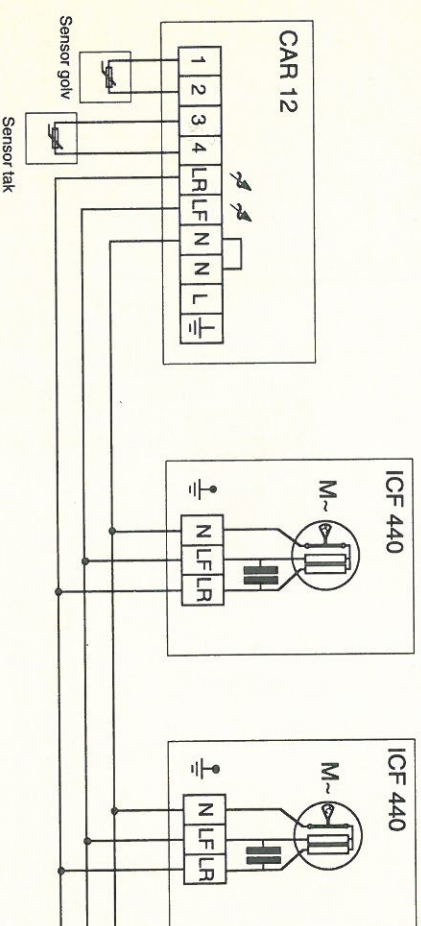 CAR 12
1 2 3 4 LR LF N N L
Sensor golv
Sensor tak
ICF 440
M~
N LF LR
ICF 440
M~
N LF LR